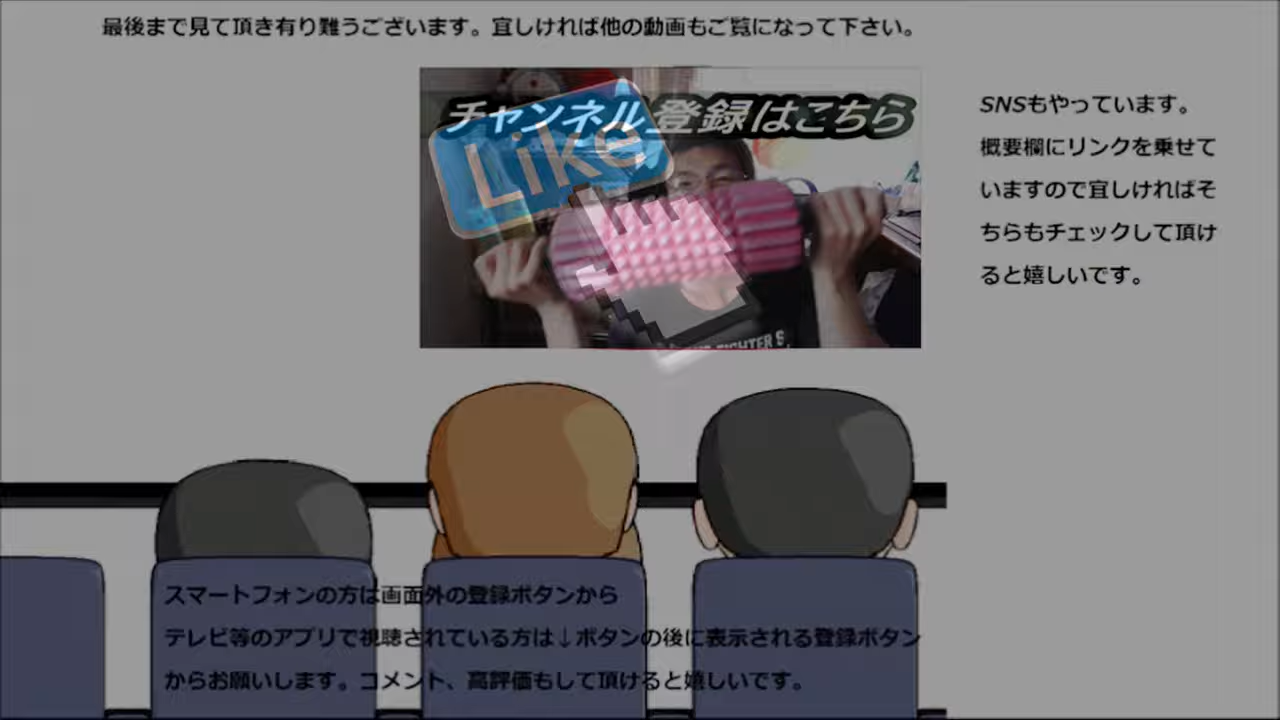 最後まで見て頂き有り難うございます。宜しければ他の動画もご覧になって下さい。
チャンネル登録はこちら
Like
SNSもやっています。
概要欄にリンクを乗せて
いますので宜しければそ
ちらもチェックして頂け
ると嬉しいです。
FIGHTER S
スマートフォンの方は画面外の登録ボタンから
テレビ等のアプリで視聴されている方は↓ボタンの後に表示される登録ボタン
からお願いします。コメント、高評価もして頂けると嬉しいです。